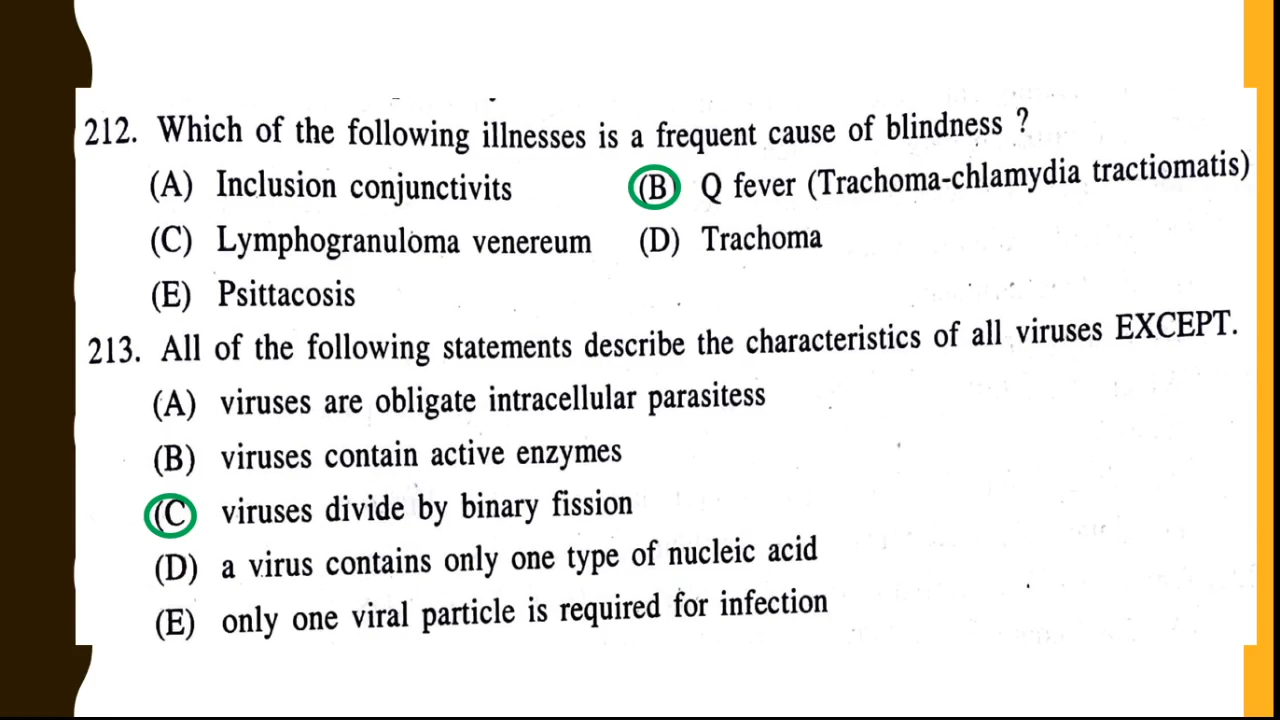 212. Which of the following illnesses is a frequent cause of blindness ?
(A) Inclusion conjunctivits (B) Q fever (Trachoma-chlamydia tractiomatis)
(C) Lymphogranuloma venereum (D) Trachoma
(E) Psittacosis
213. All of the following statements describe the characteristics of all viruses EXCEPT.
(A) viruses are obligate intracellular parasitess
(B) viruses contain active enzymes
(C viruses divide by binary fission
(D) a virus contains only one type of nucleic acid
(E) only one viral particle is required for infection